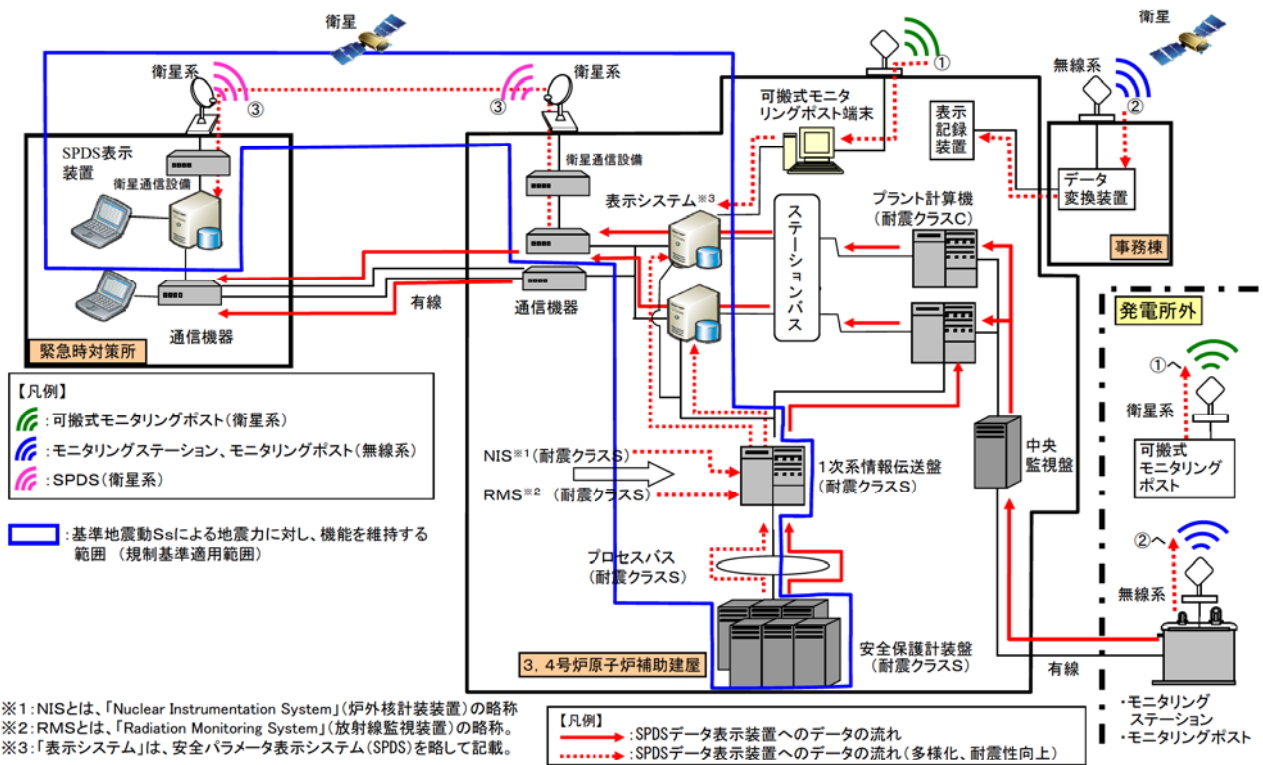 衛星
衛星
衛星系
③
③
衛星系
①
無線系
②
可搬式モニタ
リングポスト端末
表示
記録
装置
SPDS表示
装置
衛星通信設備
衛星通信設備
表示システム※3
ステーションバス
プラント計算機
(耐震クラスC)
データ
変換装置
事務棟
有線
通信機器
通信機器
緊急時対策所
発電所外
①へ
衛星系
可搬式
モニタリング
ポスト
【凡例】
:可搬式モニタリングポスト(衛星系)
:モニタリングステーション、モニタリングポスト(無線系)
:SPDS(衛星系)
:基準地震動Ssによる地震力に対し、機能を維持する
範囲 (規制基準適用範囲)
NIS※1(耐震クラスS)
RMS※2 (耐震クラスS)
1次系情報伝送盤
(耐震クラスS)
中央
監視盤
プロセスバス
(耐震クラスS)
②へ
無線系
3,4号炉原子炉補助建屋
安全保護計装盤
(耐震クラスS)
有線
・モニタリング
ステーション
・モニタリングポスト
※1:NISとは、「Nuclear Instrumentation System」(炉外核計装装置)の略称
※2:RMSとは、「Radiation Monitoring System」(放射線監視装置)の略称。
※3:「表示システム」は、安全パラメータ表示システム(SPDS)を略して記載。
【凡例】
:SPDSデータ表示装置へのデータの流れ
:SPDSデータ表示装置へのデータの流れ(多様化、耐震性向上)